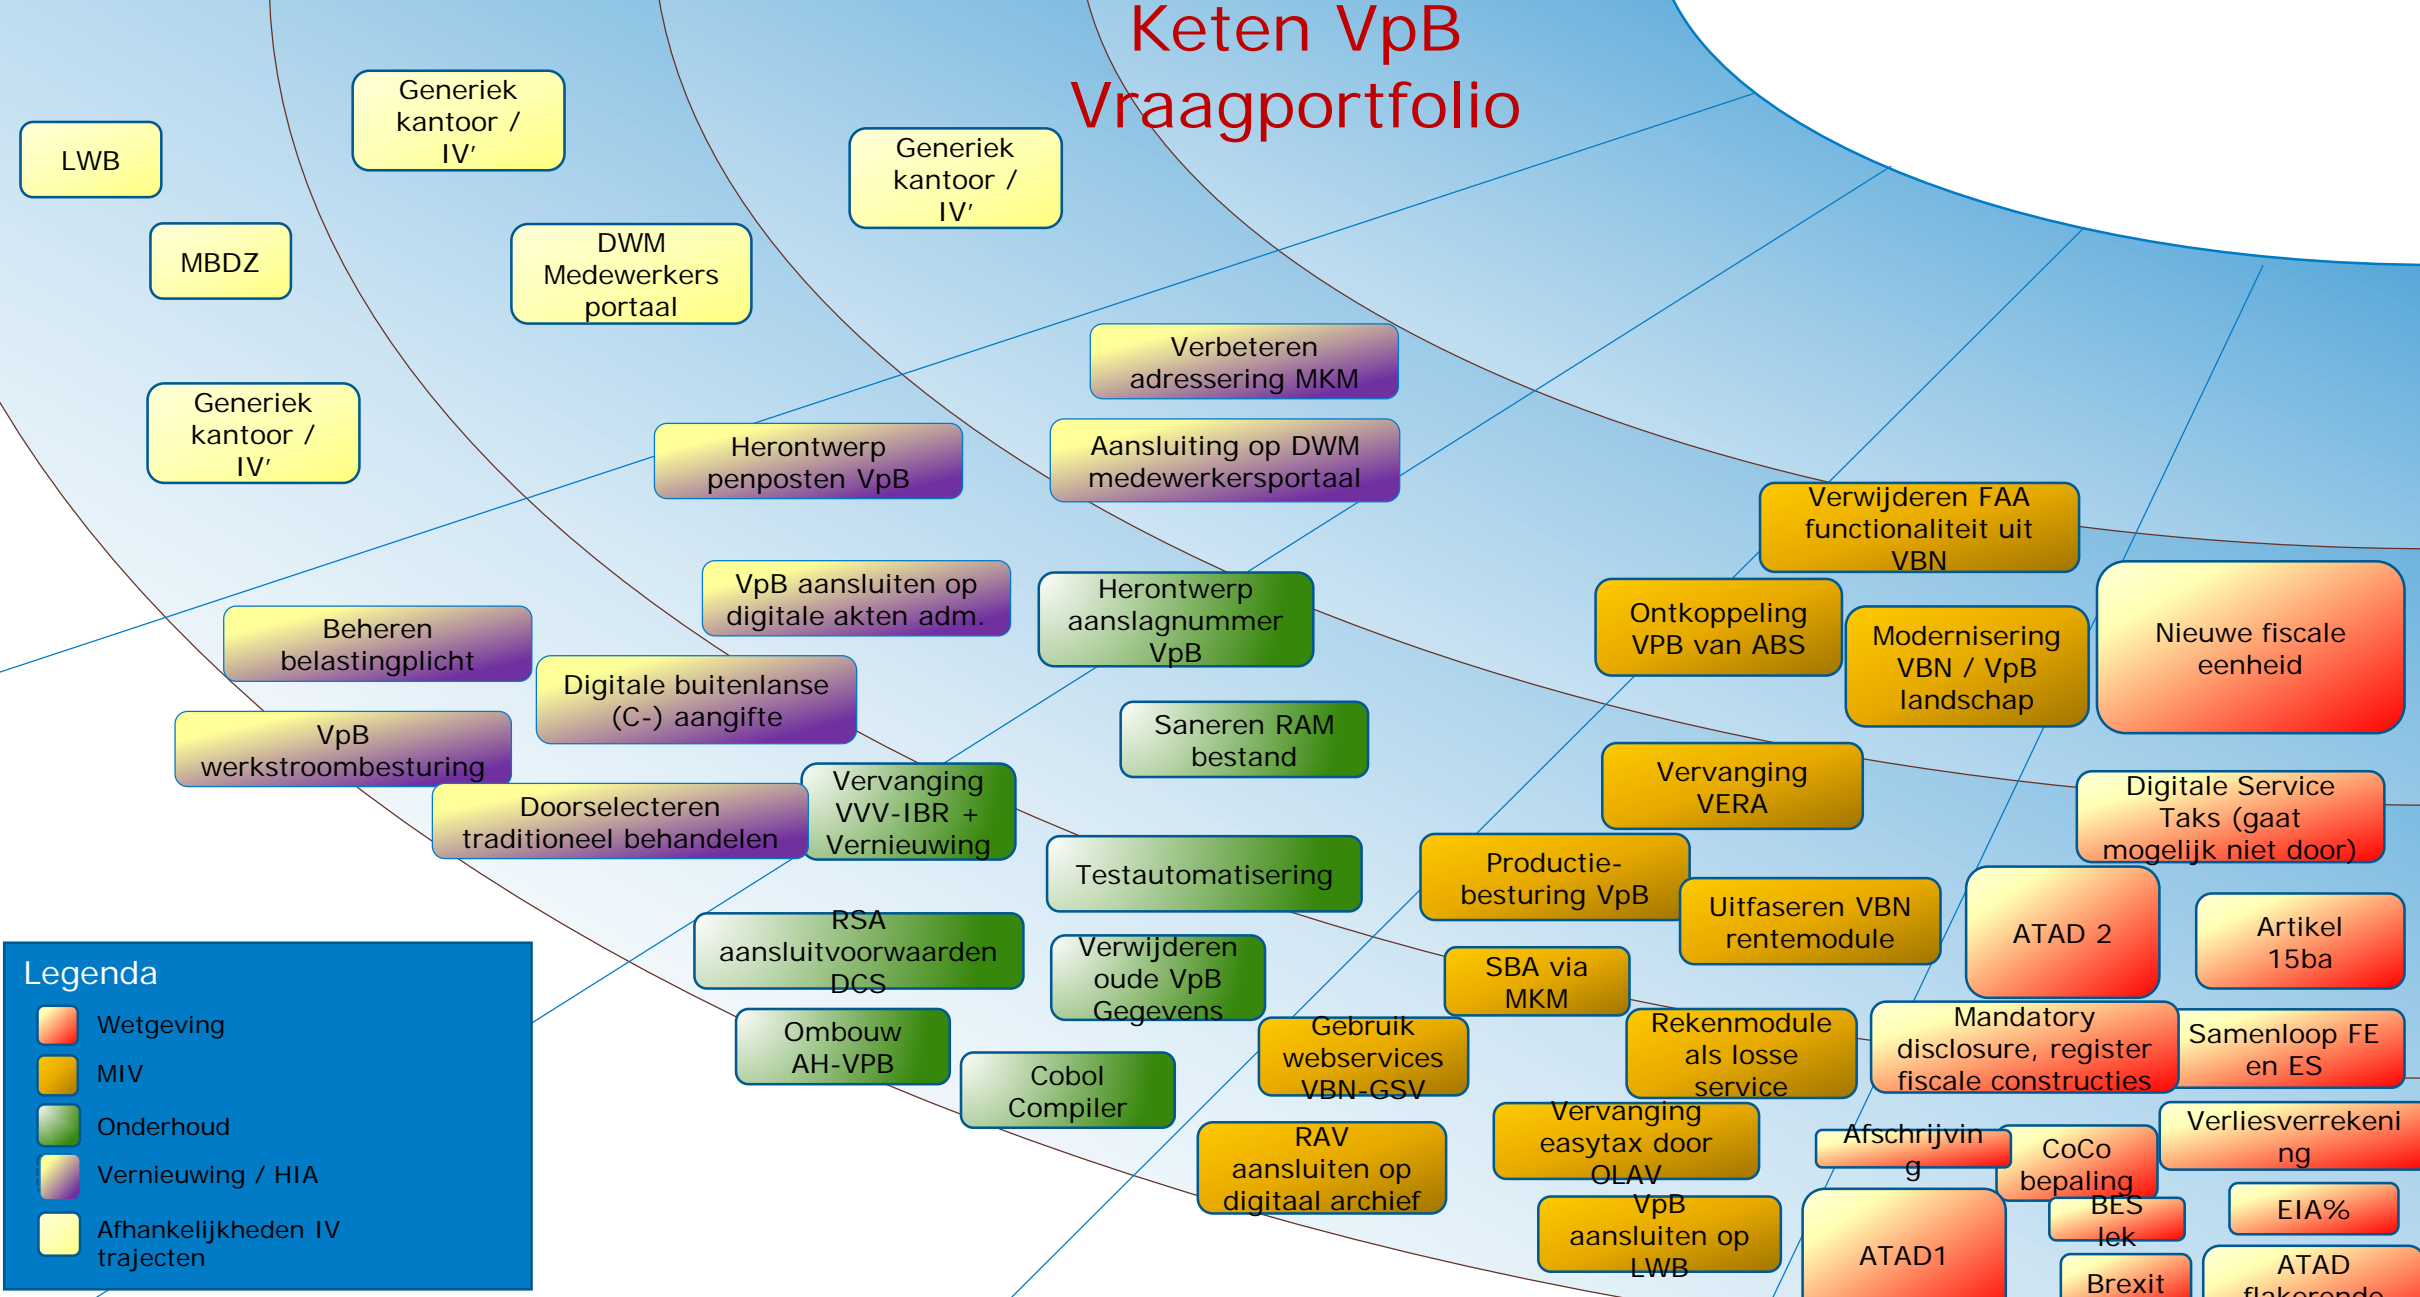 Keten VpB
Vraagportfolio
Generiek
kantoor /
IV’
LWB
Generiek
kantoor /
IV’
MBDZ
DWM
Medewerkers
portaal
Generiek
kantoor /
IV’
Verbeteren
adressering MKM
Herontwerp
penposten VpB
Aansluiting op DWM
medewerkersportaal
Verwijderen FAA
functionaliteit uit
VBN
VpB aansluiten op
digitale akten adm.
Herontwerp
aanslagnummer
VpB
Ontkoppeling
VPB van ABS
Modernisering
VBN / VpB
landschap
Nieuwe fiscale
eenheid
Beheren
belastingplicht
Digitale buitenlanse
(C-) aangifte
Saneren RAM
bestand
VpB
werkstroombesturing
Vervanging
VERA
Digitale Service
Taks (gaat
mogelijk niet door)
Doorselecteren
traditioneel behandelen
Vervanging
VVV-IBR +
Vernieuwing
Testautomatisering
Productie-
besturing VpB
Uitfaseren VBN
rentemodule
ATAD 2
Artikel
15ba
RSA
aansluitvoorwaarden
DCS
Verwijderen
oude VpB
Gegevens
SBA via
MKM
Ombouw
AH-VPB
Cobol
Compiler
Gebruik
webservices
VBN-GSV
Rekenmodule
als losse
service
Mandatory
disclosure, register
fiscale constructies
Samenloop FE
en ES
RAV
aansluiten op
digitaal archief
Vervanging
easytax door
OLAV
Afschrijvin
g
CoCo
bepaling
Verliesverrekeni
ng
VpB
aansluiten op
LWB
ATAD1
BES
lek
EIA%
Brexit
ATAD
flakerende
Legenda
Wetgeving
MIV
Onderhoud
Vernieuwing / HIA
Afhankelijkheden IV
trajecten